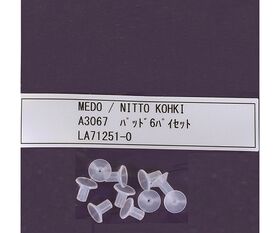 MEDO / NITTO KOHKI
A3067 ﾊﾟｯﾄﾞ6ﾊﾟｲｾｯﾄ
LA71251-0